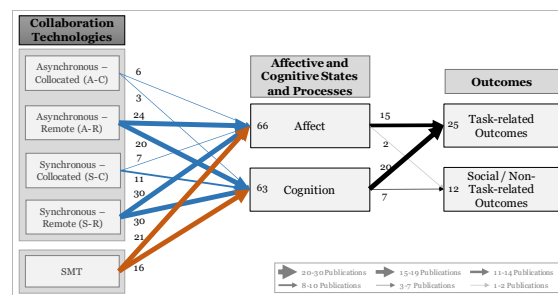 Collaboration
Technologies
Asynchronous –
Collocated (A-C)
Asynchronous
– Remote (A-R)
Synchronous –
Collocated (S-C)
Synchronous –
Remote (S-R)
SMT
6
3
24
20
7
11
30
30
21
16
Affective and
Cognitive States
and Processes
66 Affect
63 Cognition
15
2
20
7
Outcomes
25 Task-related
Outcomes
12 Social / Non-
Task-related
Outcomes
20-30 Publications 15-19 Publications 11-14 Publications
8-10 Publications 3-7 Publications 1-2 Publications